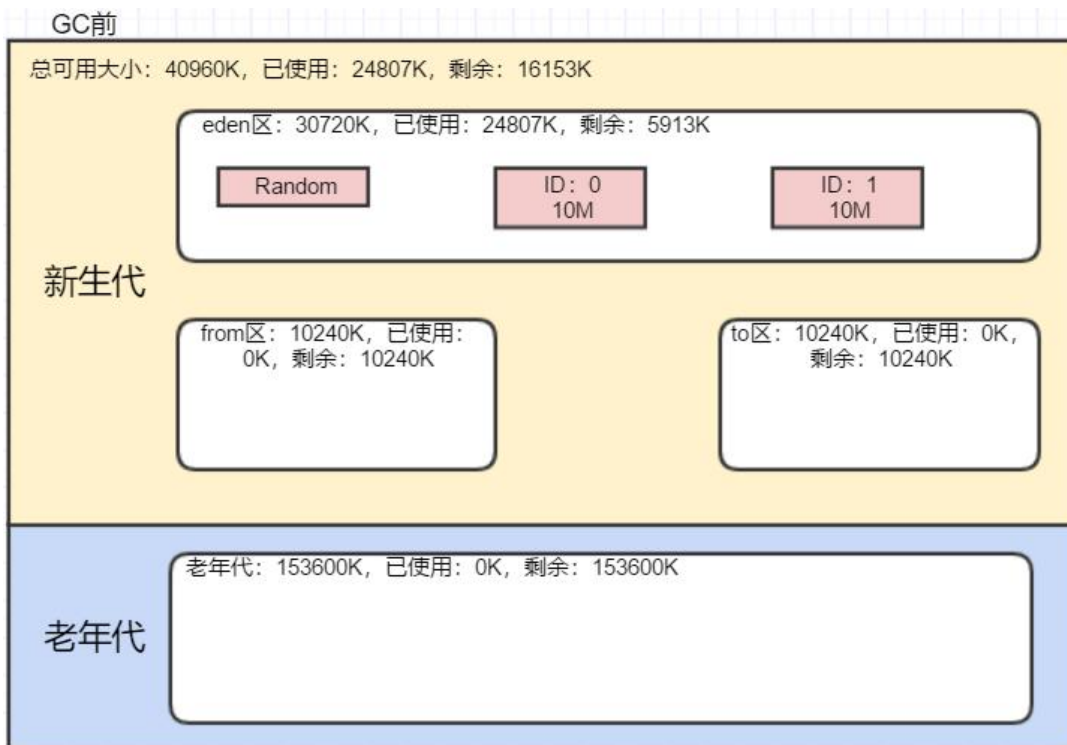 GC前
总可用大小：40960K，已使用：24807K，剩余：16153K
eden区：30720K，已使用：24807K，剩余：5913K
Random
ID：0
10M
ID：1
10M
新生代
from区：10240K，已使用：
0K，剩余：10240K
to区：10240K，已使用：0K，
剩余：10240K
老年代：153600K，已使用：0K，剩余：153600K
老年代